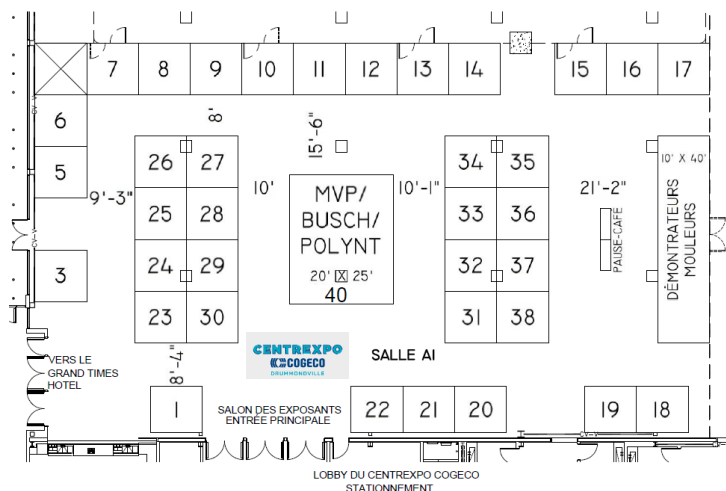 7 8 9 10 11 12 13 14 15 16 17
6
8'
15'-6"
26 27
34 35
10' X 40'
5
9'-3"
10'
MVP/
BUSCH/
POLYNT
20' X 25'
40
10'-1"
21'-2"
25 28
33 36
PAUSE-CAFÉ
DÉMONTRATEURS
MOULEURS
3
24 29
32 37
23 30
31 38
CENTREXPO
COGECO
DRUMMONDVILLE
SALLE A1
VERS LE
GRAND TIMES
HOTEL
8'-4"
1
SALON DES EXPOSANTS
ENTRÉE PRINCIPALE
22 21 20
19 18
LOBBY DU CENTREXPO COGECO
STATIONNEMENT